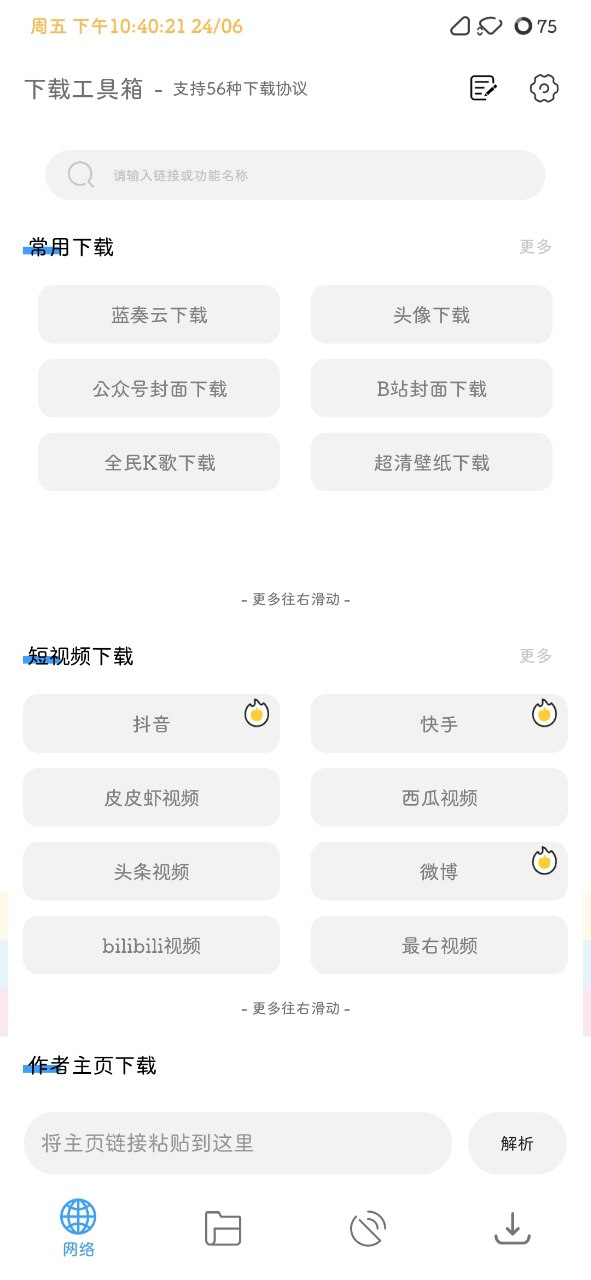 周五 下午10:40:21 24/06 75
下载工具箱 - 支持56种下载协议
请输入链接或功能名称
常用下载 更多
蓝奏云下载 头像下载
公众号封面下载 B站封面下载
全民K歌下载 超清壁纸下载
- 更多往右滑动 -
短视频下载 更多
抖音 快手
皮皮虾视频 西瓜视频
头条视频 微博
bilibili视频 最右视频
- 更多往右滑动 -
作者主页下载
将主页链接粘贴到这里 解析
网络